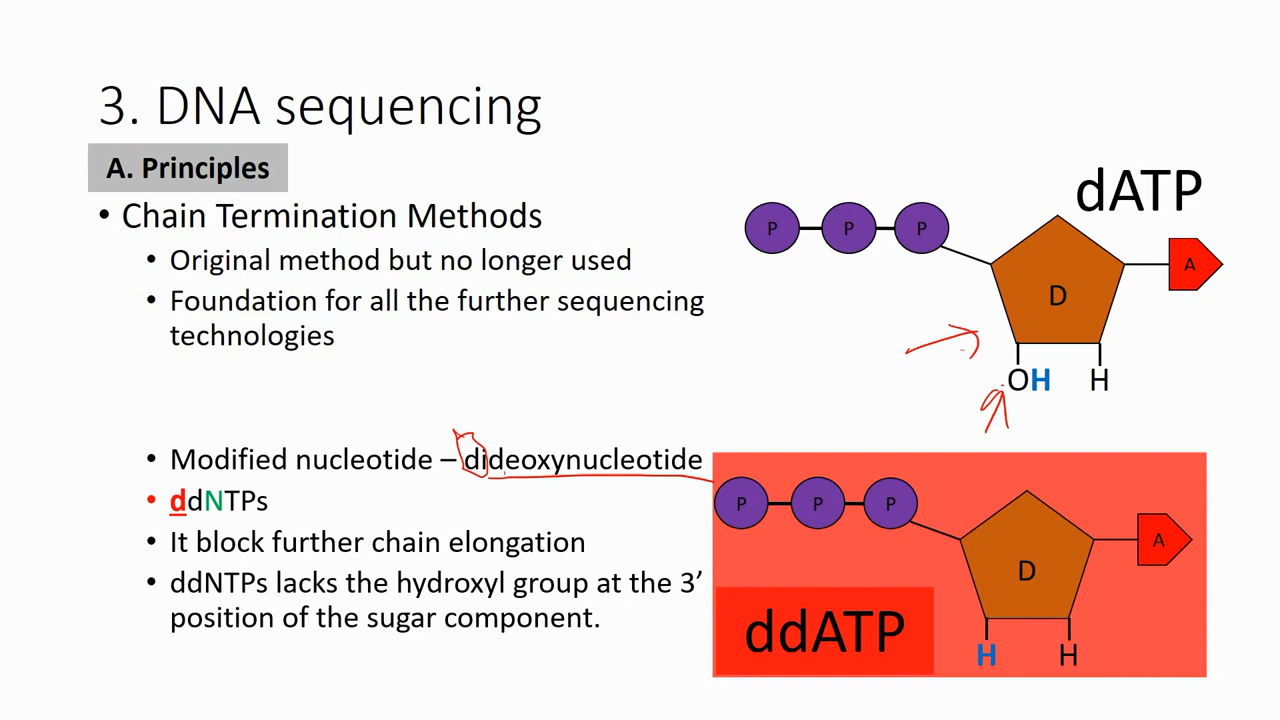 3. DNA sequencing
A. Principles
• Chain Termination Methods
• Original method but no longer used
• Foundation for all the further sequencing
technologies
• Modified nucleotide – dideoxynucleotide
• ddNTPs
• It block further chain elongation
• ddNTPs lacks the hydroxyl group at the 3’
position of the sugar component.
dATP
P P P
A
D
OH H
P P P
A
D
ddATP
H H